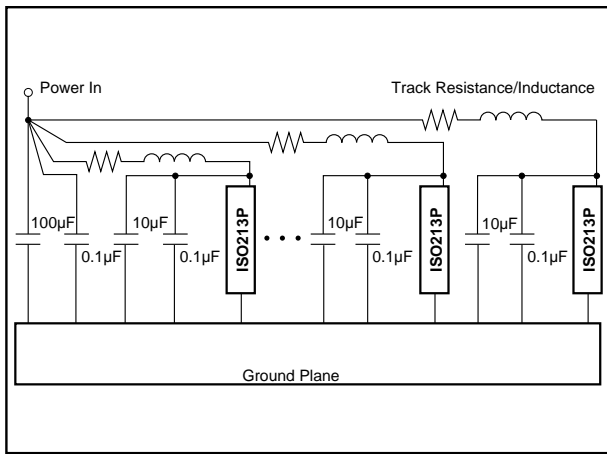 Power In
Track Resistance/Inductance
100µF
0.1µF
10µF
0.1µF
ISO213P
10µF
0.1µF
ISO213P
10µF
0.1µF
ISO213P
Ground Plane